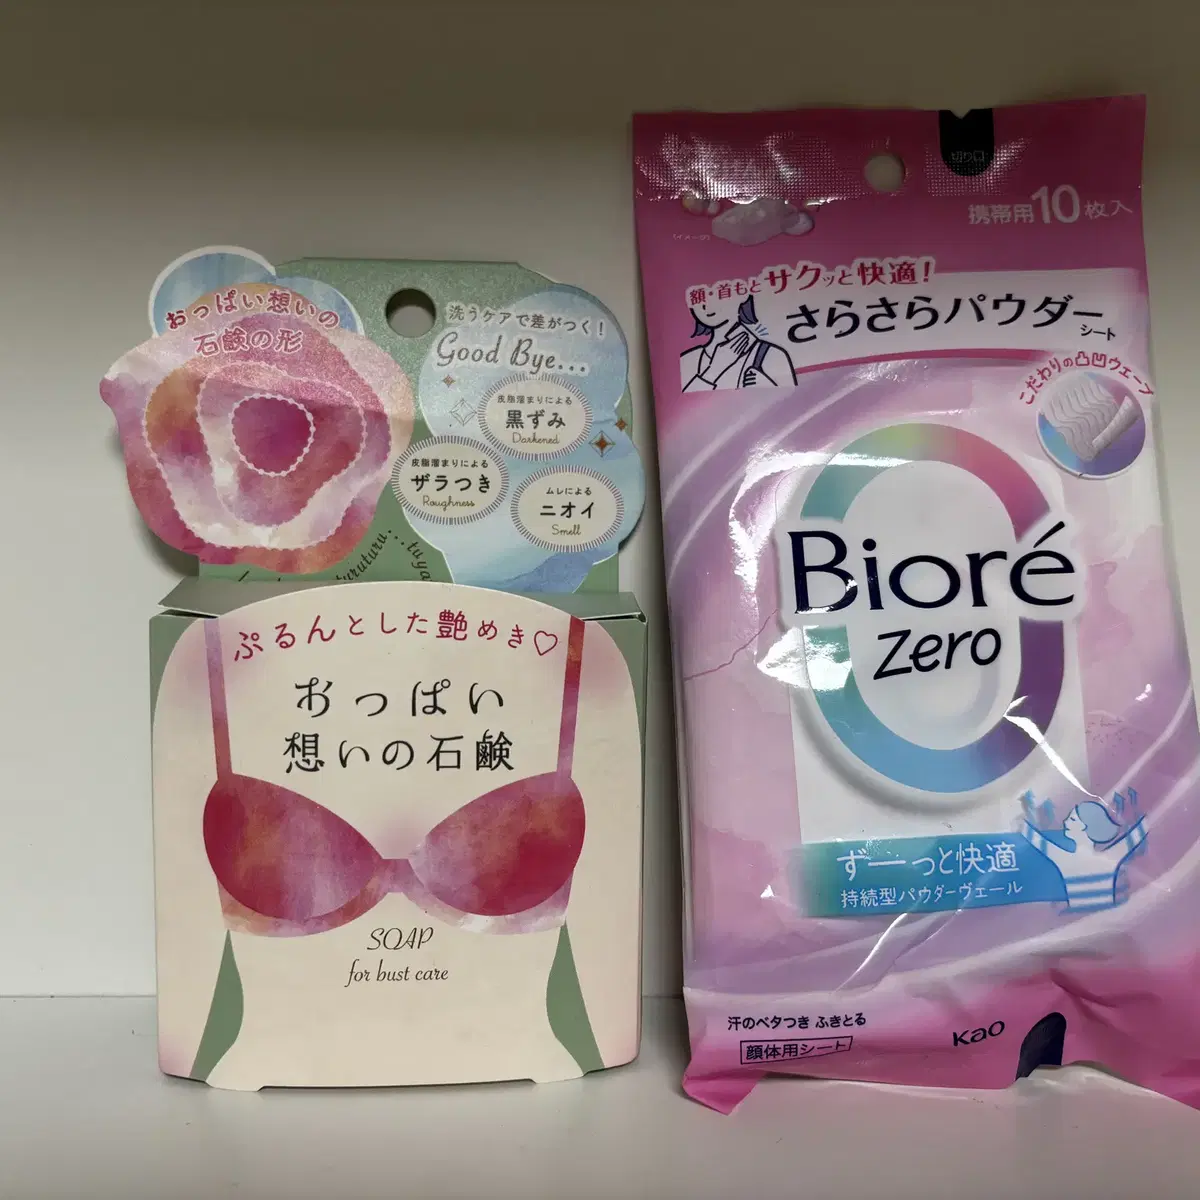 おっぱい想いの
石鹸の形
洗うケアで差がつく!
Good Bye...
皮脂溜まりによる
黒ずみ
Darkened
皮脂溜まりによる
ザラつき
Roughness
ムレによる
ニオイ
Smell
ぷるんとした艶めき♡
おっぱい
想いの石鹸
SOAP
for bust care
切り口
携帯用10枚入
(イメージ)
額・首もとサクッと快適!
さらさらパウダー
シート
こだわりの凸凹ウェーブ
Bioré
zero
ずーっと快適
持続型パウダーヴェール
汗のベタつき ふきとる
顔体用シート
Kao